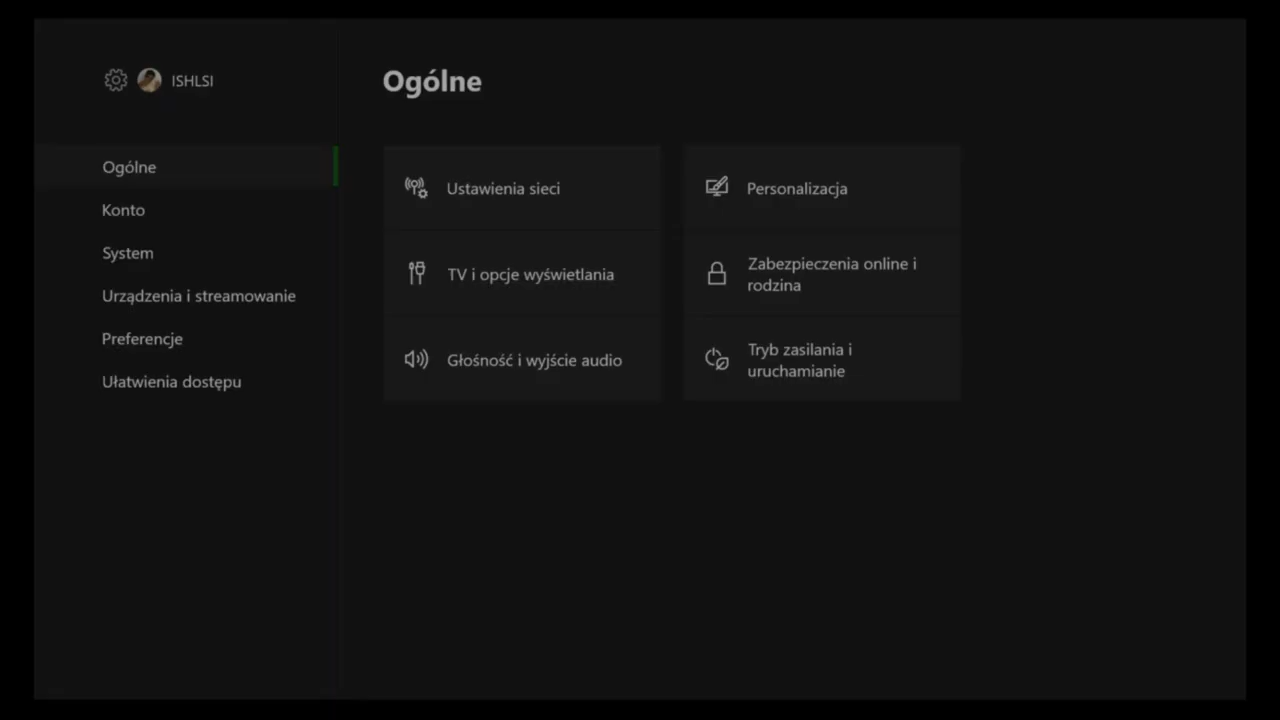 ISHLSI
Ogólne
Konto
System
Urządzenia i streamowanie
Preferencje
Ułatwienia dostępu
Ogólne
Ustawienia sieci
TV i opcje wyświetlania
Głośność i wyjście audio
Personalizacja
Zabezpieczenia online i
rodzina
Tryb zasilania i
uruchamianie